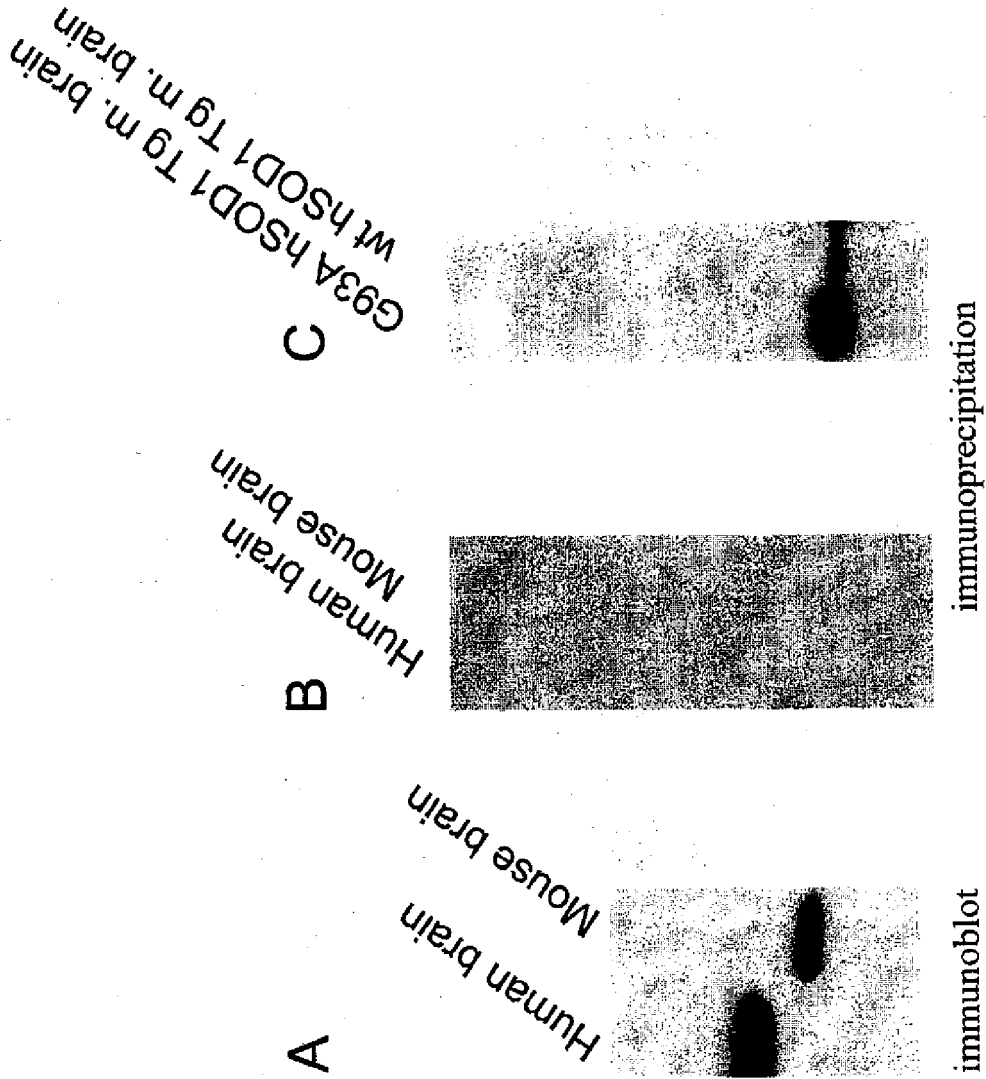 A
Human brain
Mouse brain
immunoblot
B
Human brain
Mouse brain
C
G93A hSOD1 Tg m. brain
wt hSOD1 Tg m. brain
immunoprecipitation